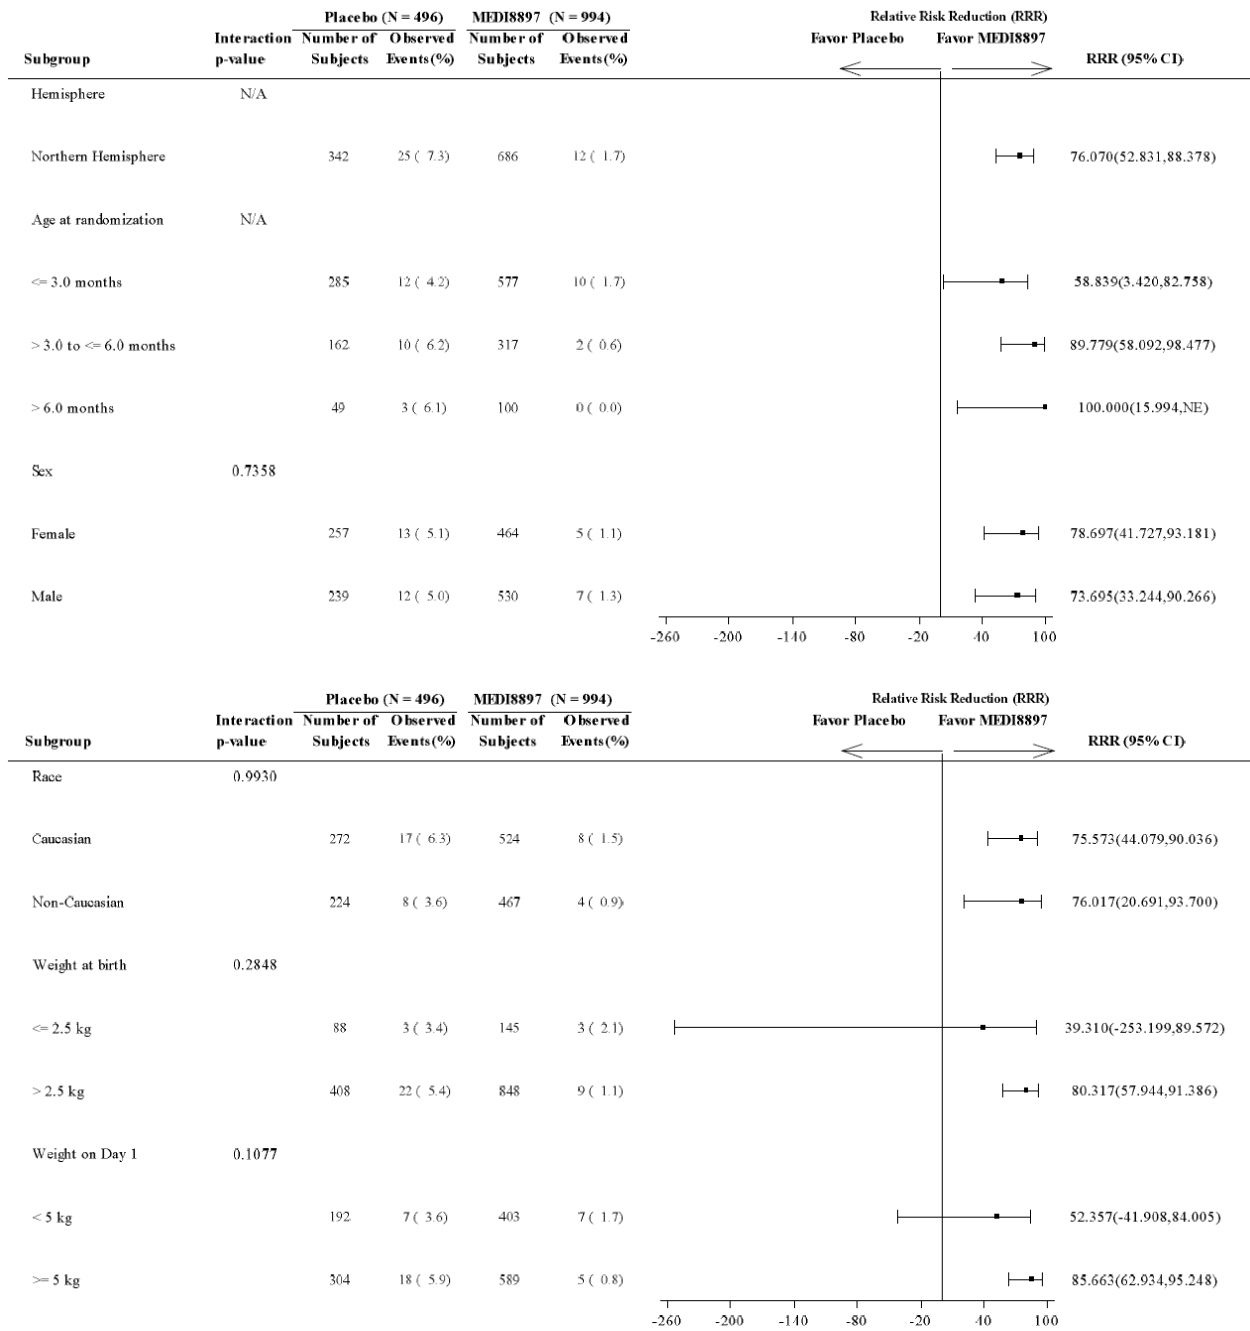 Placebo (N = 496) MEDI8897 (N = 994) Relative Risk Reduction (RRR)
Interaction Number of Observed Number of Observed Favor Placebo Favor MEDI8897
Subgroup p-value Subjects Events(%) Subjects Events(%) RRR (95% CI)
Hemisphere N/A
Northern Hemisphere 342 25 ( 7.3) 686 12 ( 1.7) 76.070(52.831,88.378)
Age at randomization N/A
<= 3.0 months 285 12 ( 4.2) 577 10 ( 1.7) 58.839(3.420,82.758)
> 3.0 to <= 6.0 months 162 10 ( 6.2) 317 2 ( 0.6) 89.779(58.092,98.477)
> 6.0 months 49 3 ( 6.1) 100 0 ( 0.0) 100.000(15.994,NE)
Sex 0.7358
Female 257 13 ( 5.1) 464 5 ( 1.1) 78.697(41.727,93.181)
Male 239 12 ( 5.0) 530 7 ( 1.3) 73.695(33.244,90.266)
-260 -200 -140 -80 -20 40 100
Placebo (N = 496) MEDI8897 (N = 994) Relative Risk Reduction (RRR)
Interaction Number of Observed Number of Observed Favor Placebo Favor MEDI8897
Subgroup p-value Subjects Events(%) Subjects Events(%) RRR (95% CI)
Race 0.9930
Caucasian 272 17 ( 6.3) 524 8 ( 1.5) 75.573(44.079,90.036)
Non-Caucasian 224 8 ( 3.6) 467 4 ( 0.9) 76.017(20.691,93.700)
Weight at birth 0.2848
<= 2.5 kg 88 3 ( 3.4) 145 3 ( 2.1) 39.310(-253.199,89.572)
> 2.5 kg 408 22 ( 5.4) 848 9 ( 1.1) 80.317(57.944,91.386)
Weight on Day 1 0.1077
< 5 kg 192 7 ( 3.6) 403 7 ( 1.7) 52.357(-41.908,84.005)
>= 5 kg 304 18 ( 5.9) 589 5 ( 0.8) 85.663(62.934,95.248)
-260 -200 -140 -80 -20 40 100